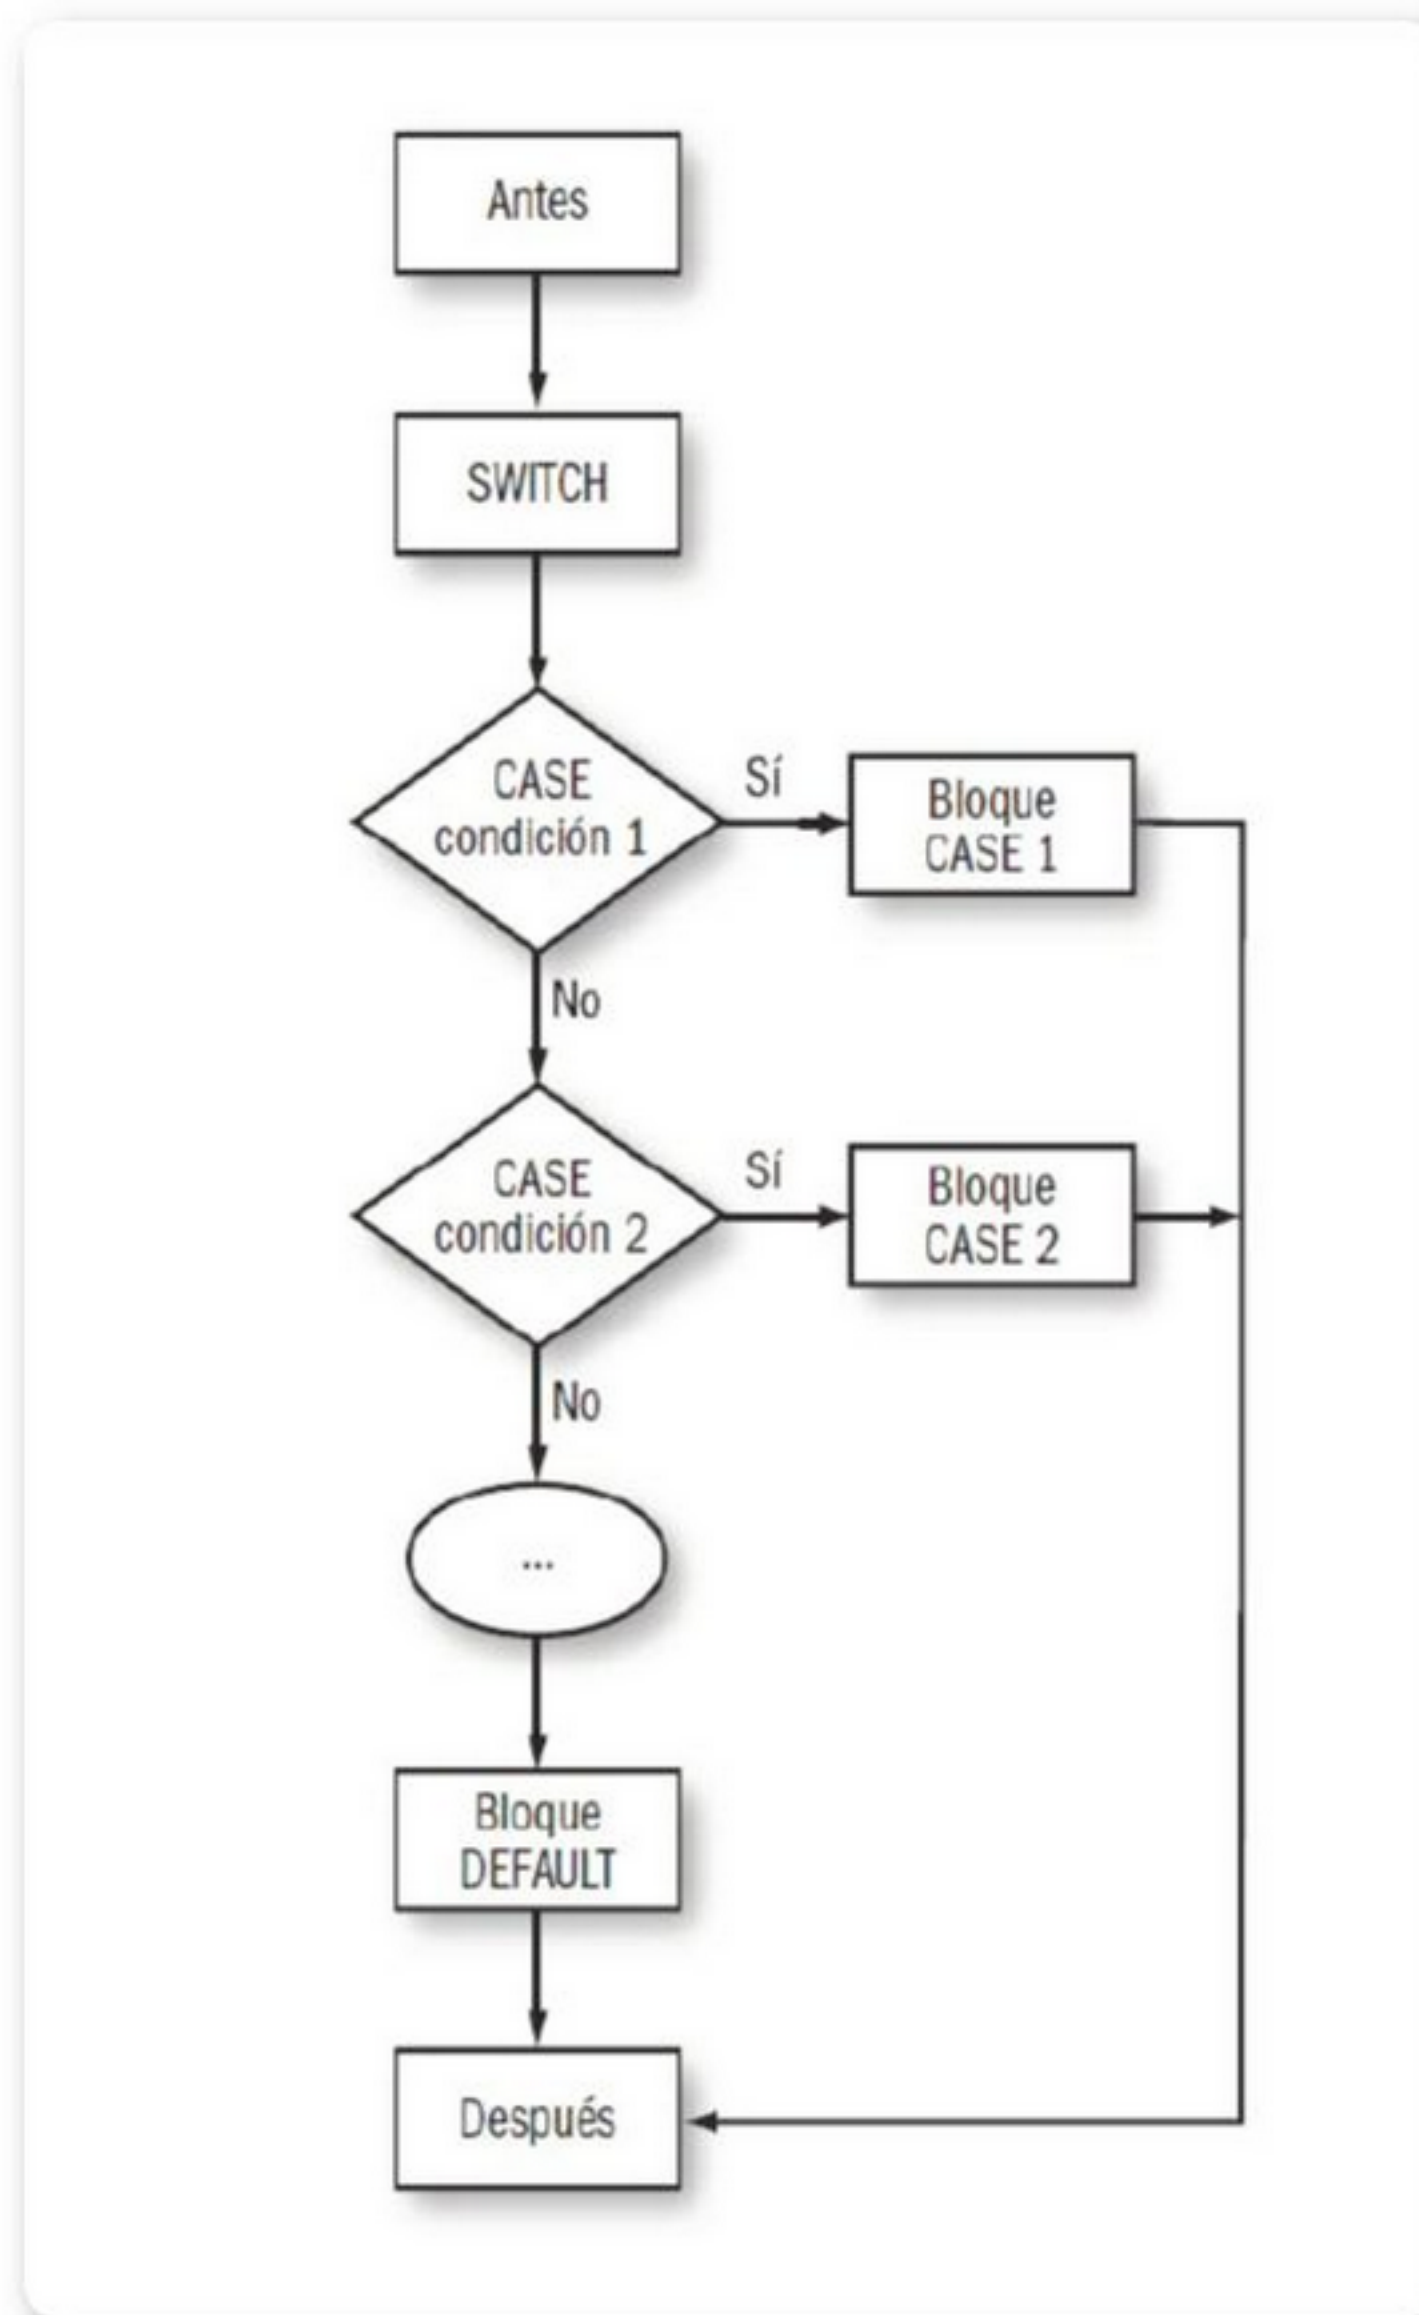 Antes
SWITCH
CASE
condición 1
Sí
Bloque
CASE 1
No
CASE
condición 2
Sí
Bloque
CASE 2
No
...
Bloque
DEFAULT
Después